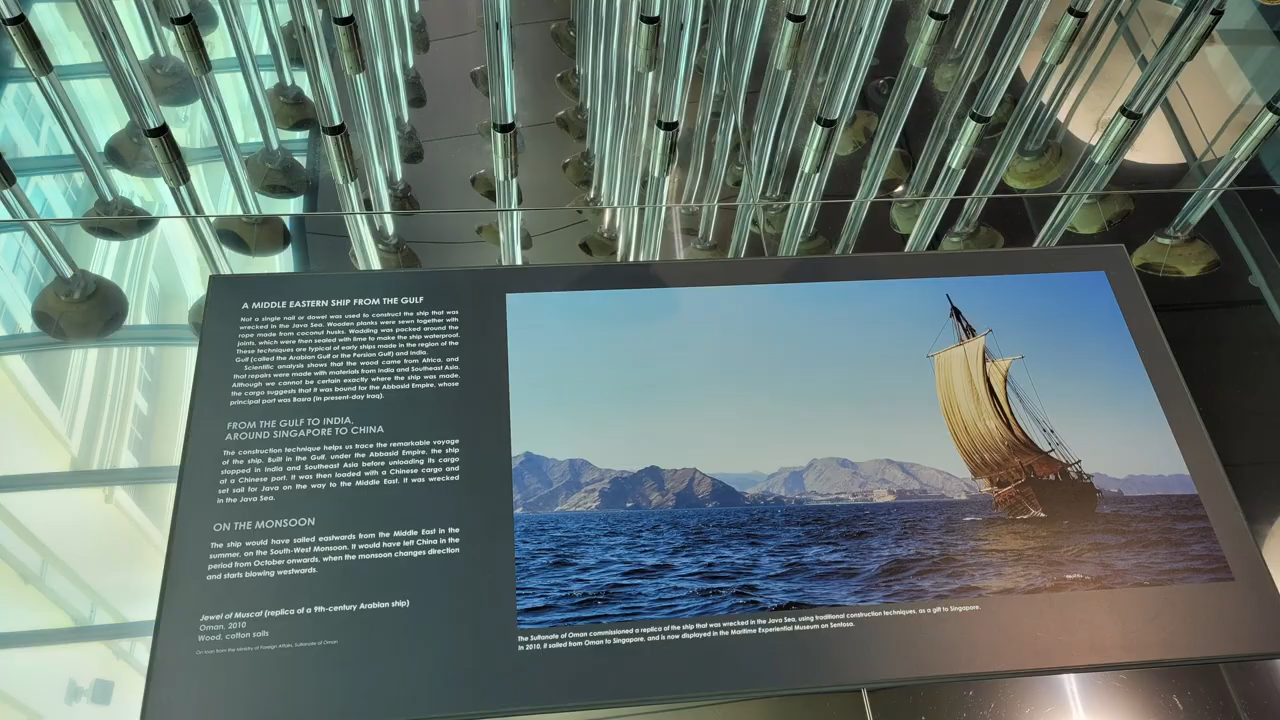 A MIDDLE EASTERN SHIP FROM THE GULF
Not a single nail or dowel was used to construct the ship that was
wrecked in the Java Sea. Wooden planks were sewn together with
rope made from coconut husks. Wadding was packed around the
joints, which were then sealed with lime to make the ship waterproof.
These techniques are typical of early ships made in the region of the
Gulf (called the Arabian Gulf or the Persian Gulf) and India.
Scientific analysis shows that the wood came from Africa, and
that repairs were made with materials from India and Southeast Asia.
Although we cannot be certain exactly where the ship was made,
the cargo suggests that it was bound for the Abbasid Empire, whose
principal port was Basra (in present-day Iraq).
FROM THE GULF TO INDIA,
AROUND SINGAPORE TO CHINA
The construction technique helps us trace the remarkable voyage
of the ship. Built in the Gulf, under the Abbasid Empire, the ship
stopped in India and Southeast Asia before unloading its cargo
at a Chinese port. It was then loaded with a Chinese cargo and
set sail for Java on the way to the Middle East. It was wrecked
in the Java Sea.
ON THE MONSOON
The ship would have sailed eastwards from the Middle East in the
summer, on the South-West Monsoon. It would have left China in the
period from October onwards, when the monsoon changes direction
and starts blowing westwards.
Jewel of Muscat (replica of a 9th-century Arabian ship)
Oman, 2010
Wood, cotton sails
On loan from the Ministry of Foreign Affairs, Sultanate of Oman
The Sultanate of Oman commissioned a replica of the ship that was wrecked in the Java Sea, using traditional construction techniques, as a gift to Singapore.
In 2010, it sailed from Oman to Singapore, and is now displayed in the Maritime Experiential Museum on Sentosa.